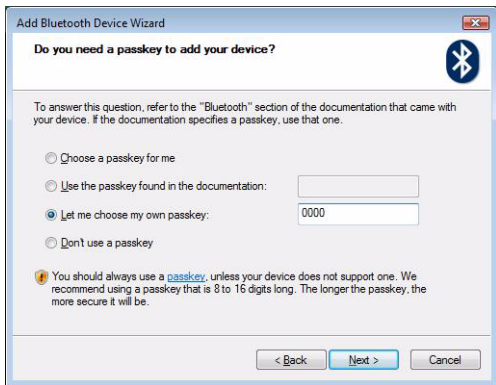 Add Bluetooth Device Wizard
Do you need a passkey to add your device?
To answer this question, refer to the "Bluetooth" section of the documentation that came with
your device. If the documentation specifies a passkey, use that one.
Choose a passkey for me
Use the passkey found in the documentation:
Let me choose my own passkey: 0000
Don't use a passkey
You should always use a passkey, unless your device does not support one. We
recommend using a passkey that is 8 to 16 digits long. The longer the passkey, the
more secure it will be.
< Back Next > Cancel